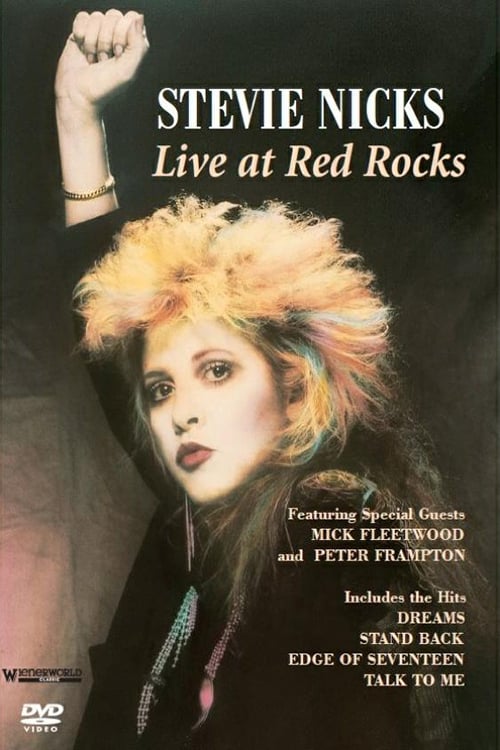 STEVIE NICKS
Live at Red Rocks
Featuring Special Guests
MICK FLEETWOOD
and PETER FRAMPTON
Includes the Hits
DREAMS
STAND BACK
EDGE OF SEVENTEEN
TALK TO ME
WIENERWORLD
CLASSIC
DVD
VIDEO